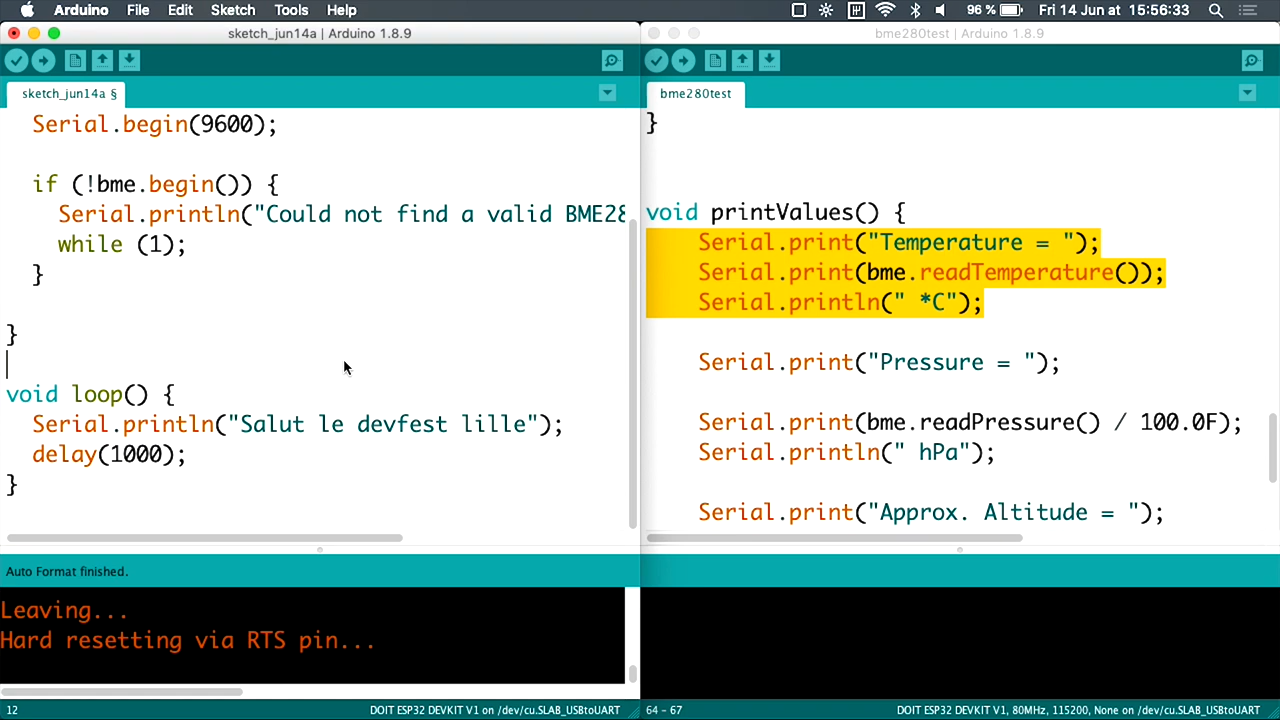 Arduino File Edit Sketch Tools Help 96 % Fri 14 Jun at 15:56:33
sketch_jun14a | Arduino 1.8.9
sketch_jun14a §
  Serial.begin(9600);
  if (!bme.begin()) {
    Serial.println("Could not find a valid BME28
    while (1);
  }
}
void loop() {
  Serial.println("Salut le devfest lille");
  delay(1000);
}
Auto Format finished.
Leaving...
Hard resetting via RTS pin...
12 DOIT ESP32 DEVKIT V1 on /dev/cu.SLAB_USBtoUART
bme280test | Arduino 1.8.9
bme280test
}
void printValues() {
    Serial.print("Temperature = ");
    Serial.print(bme.readTemperature());
    Serial.println(" *C");
    Serial.print("Pressure = ");
    Serial.print(bme.readPressure() / 100.0F);
    Serial.println(" hPa");
    Serial.print("Approx. Altitude = ");
64 - 67 DOIT ESP32 DEVKIT V1, 80MHz, 115200, None on /dev/cu.SLAB_USBtoUART